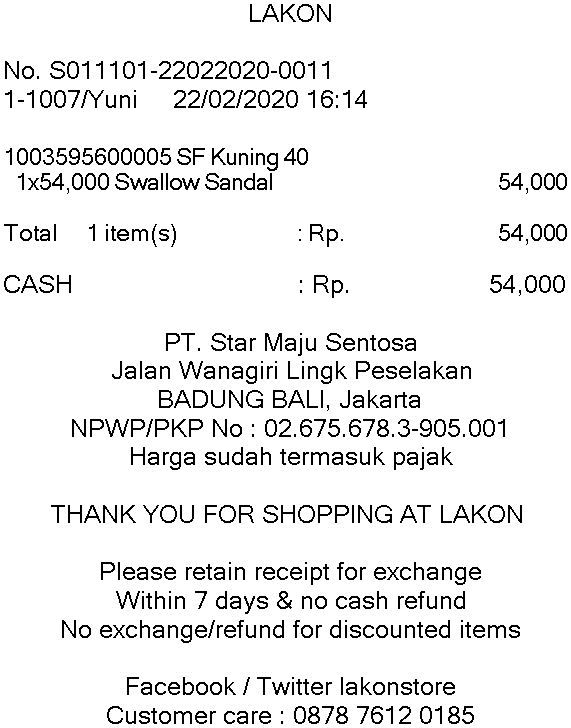 LAKON
No. S011101-22022020-0011
1-1007/Yuni 22/02/2020 16:14
1003595600005 SF Kuning 40
1x54,000 Swallow Sandal 54,000
Total 1 item(s) : Rp. 54,000
CASH : Rp. 54,000
PT. Star Maju Sentosa
Jalan Wanagiri Lingk Peselakan
BADUNG BALI, Jakarta
NPWP/PKP No : 02.675.678.3-905.001
Harga sudah termasuk pajak
THANK YOU FOR SHOPPING AT LAKON
Please retain receipt for exchange
Within 7 days & no cash refund
No exchange/refund for discounted items
Facebook / Twitter lakonstore
Customer care : 0878 7612 0185